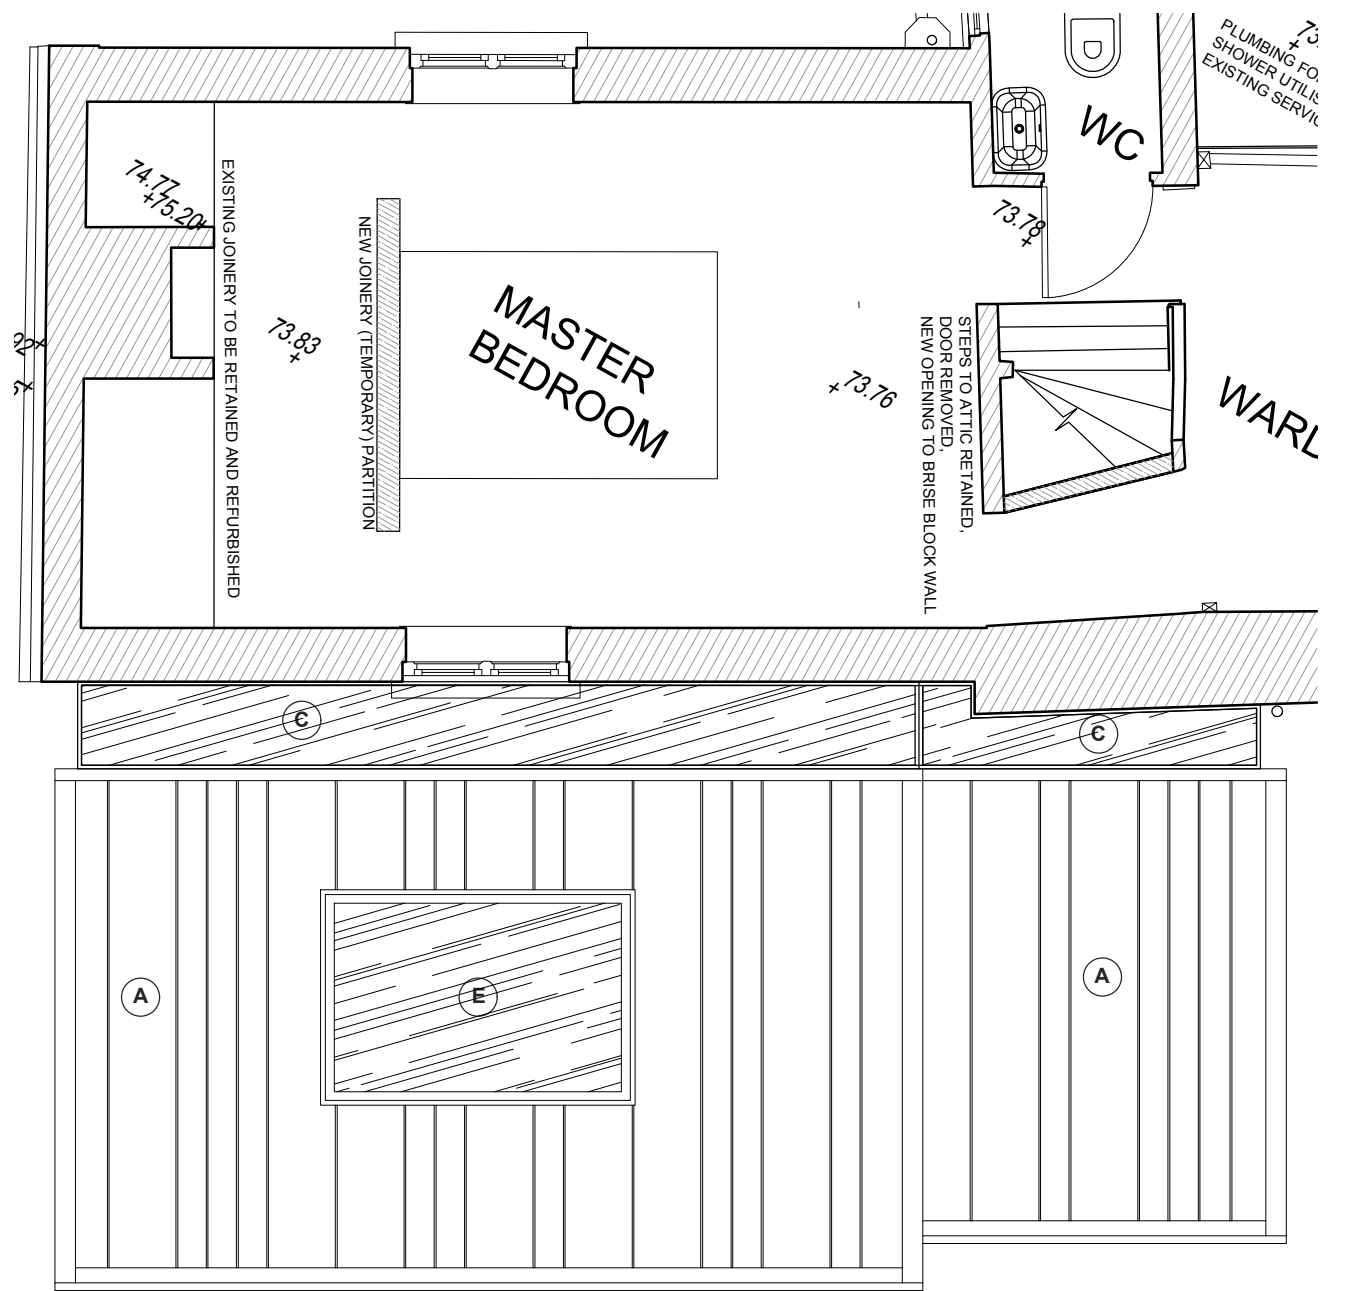 PLUMBING FO
SHOWER UTILIS
EXISTING SERVIC
73.
WC
74.77
75.20
EXISTING JOINERY TO BE RETAINED AND REFURBISHED
NEW JOINERY (TEMPORARY) PARTITION
73.83
MASTER
BEDROOM
73.76
73.78
STEPS TO ATTIC RETAINED,
DOOR REMOVED,
NEW OPENING TO BRISE BLOCK WALL
WARD
C
C
A
E
A